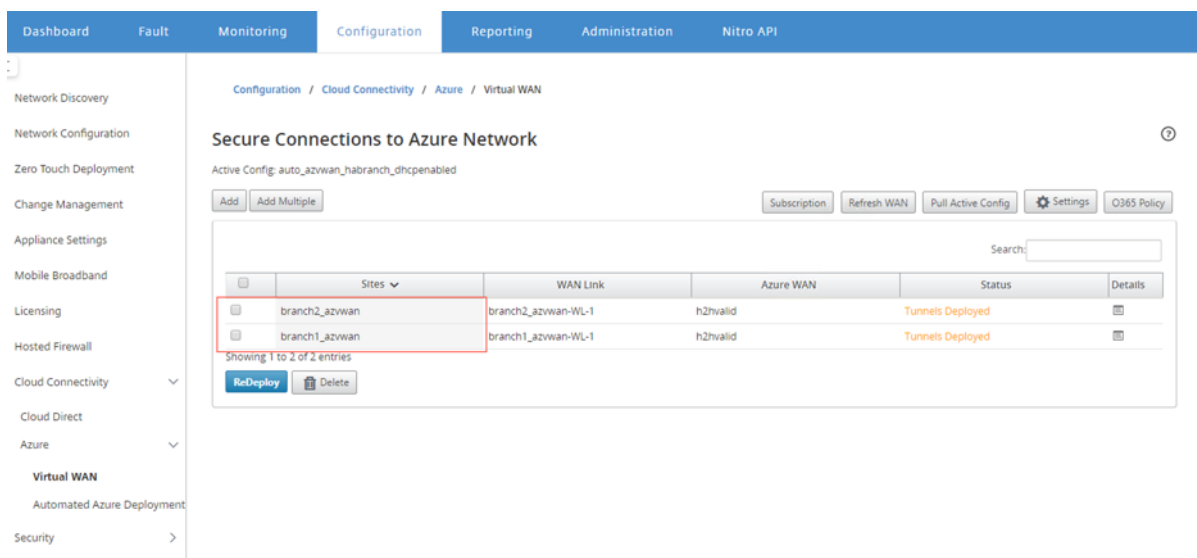 Dashboard Fault Monitoring Configuration Reporting Administration Nitro API
Network Discovery
Network Configuration
Zero Touch Deployment
Change Management
Appliance Settings
Mobile Broadband
Licensing
Hosted Firewall
Cloud Connectivity
Cloud Direct
Azure
Virtual WAN
Automated Azure Deployment
Security
Configuration / Cloud Connectivity / Azure / Virtual WAN
Secure Connections to Azure Network
Active Config: auto_azvwan_habranch_dhcpenabled
Add Add Multiple Subscription Refresh WAN Pull Active Config Settings O365 Policy
Search:
Sites WAN Link Azure WAN Status Details
branch2_azvwan branch2_azvwan-WL-1 h2hvalid Tunnels Deployed
branch1_azvwan branch1_azvwan-WL-1 h2hvalid Tunnels Deployed
Showing 1 to 2 of 2 entries
ReDeploy Delete